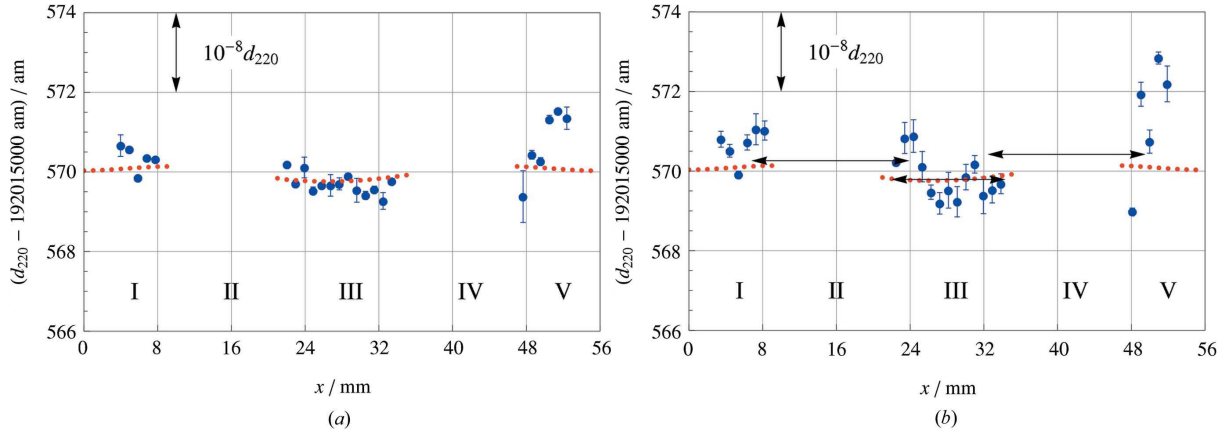 574
572
570
568
566
(d₂₂₀ − 192015000 am) / am
10⁻⁸d₂₂₀
I II III IV V
0 8 16 24 32 40 48 56
x / mm
(a)
574
572
570
568
566
(d₂₂₀ − 192015000 am) / am
10⁻⁸d₂₂₀
I II III IV V
0 8 16 24 32 40 48 56
x / mm
(b)